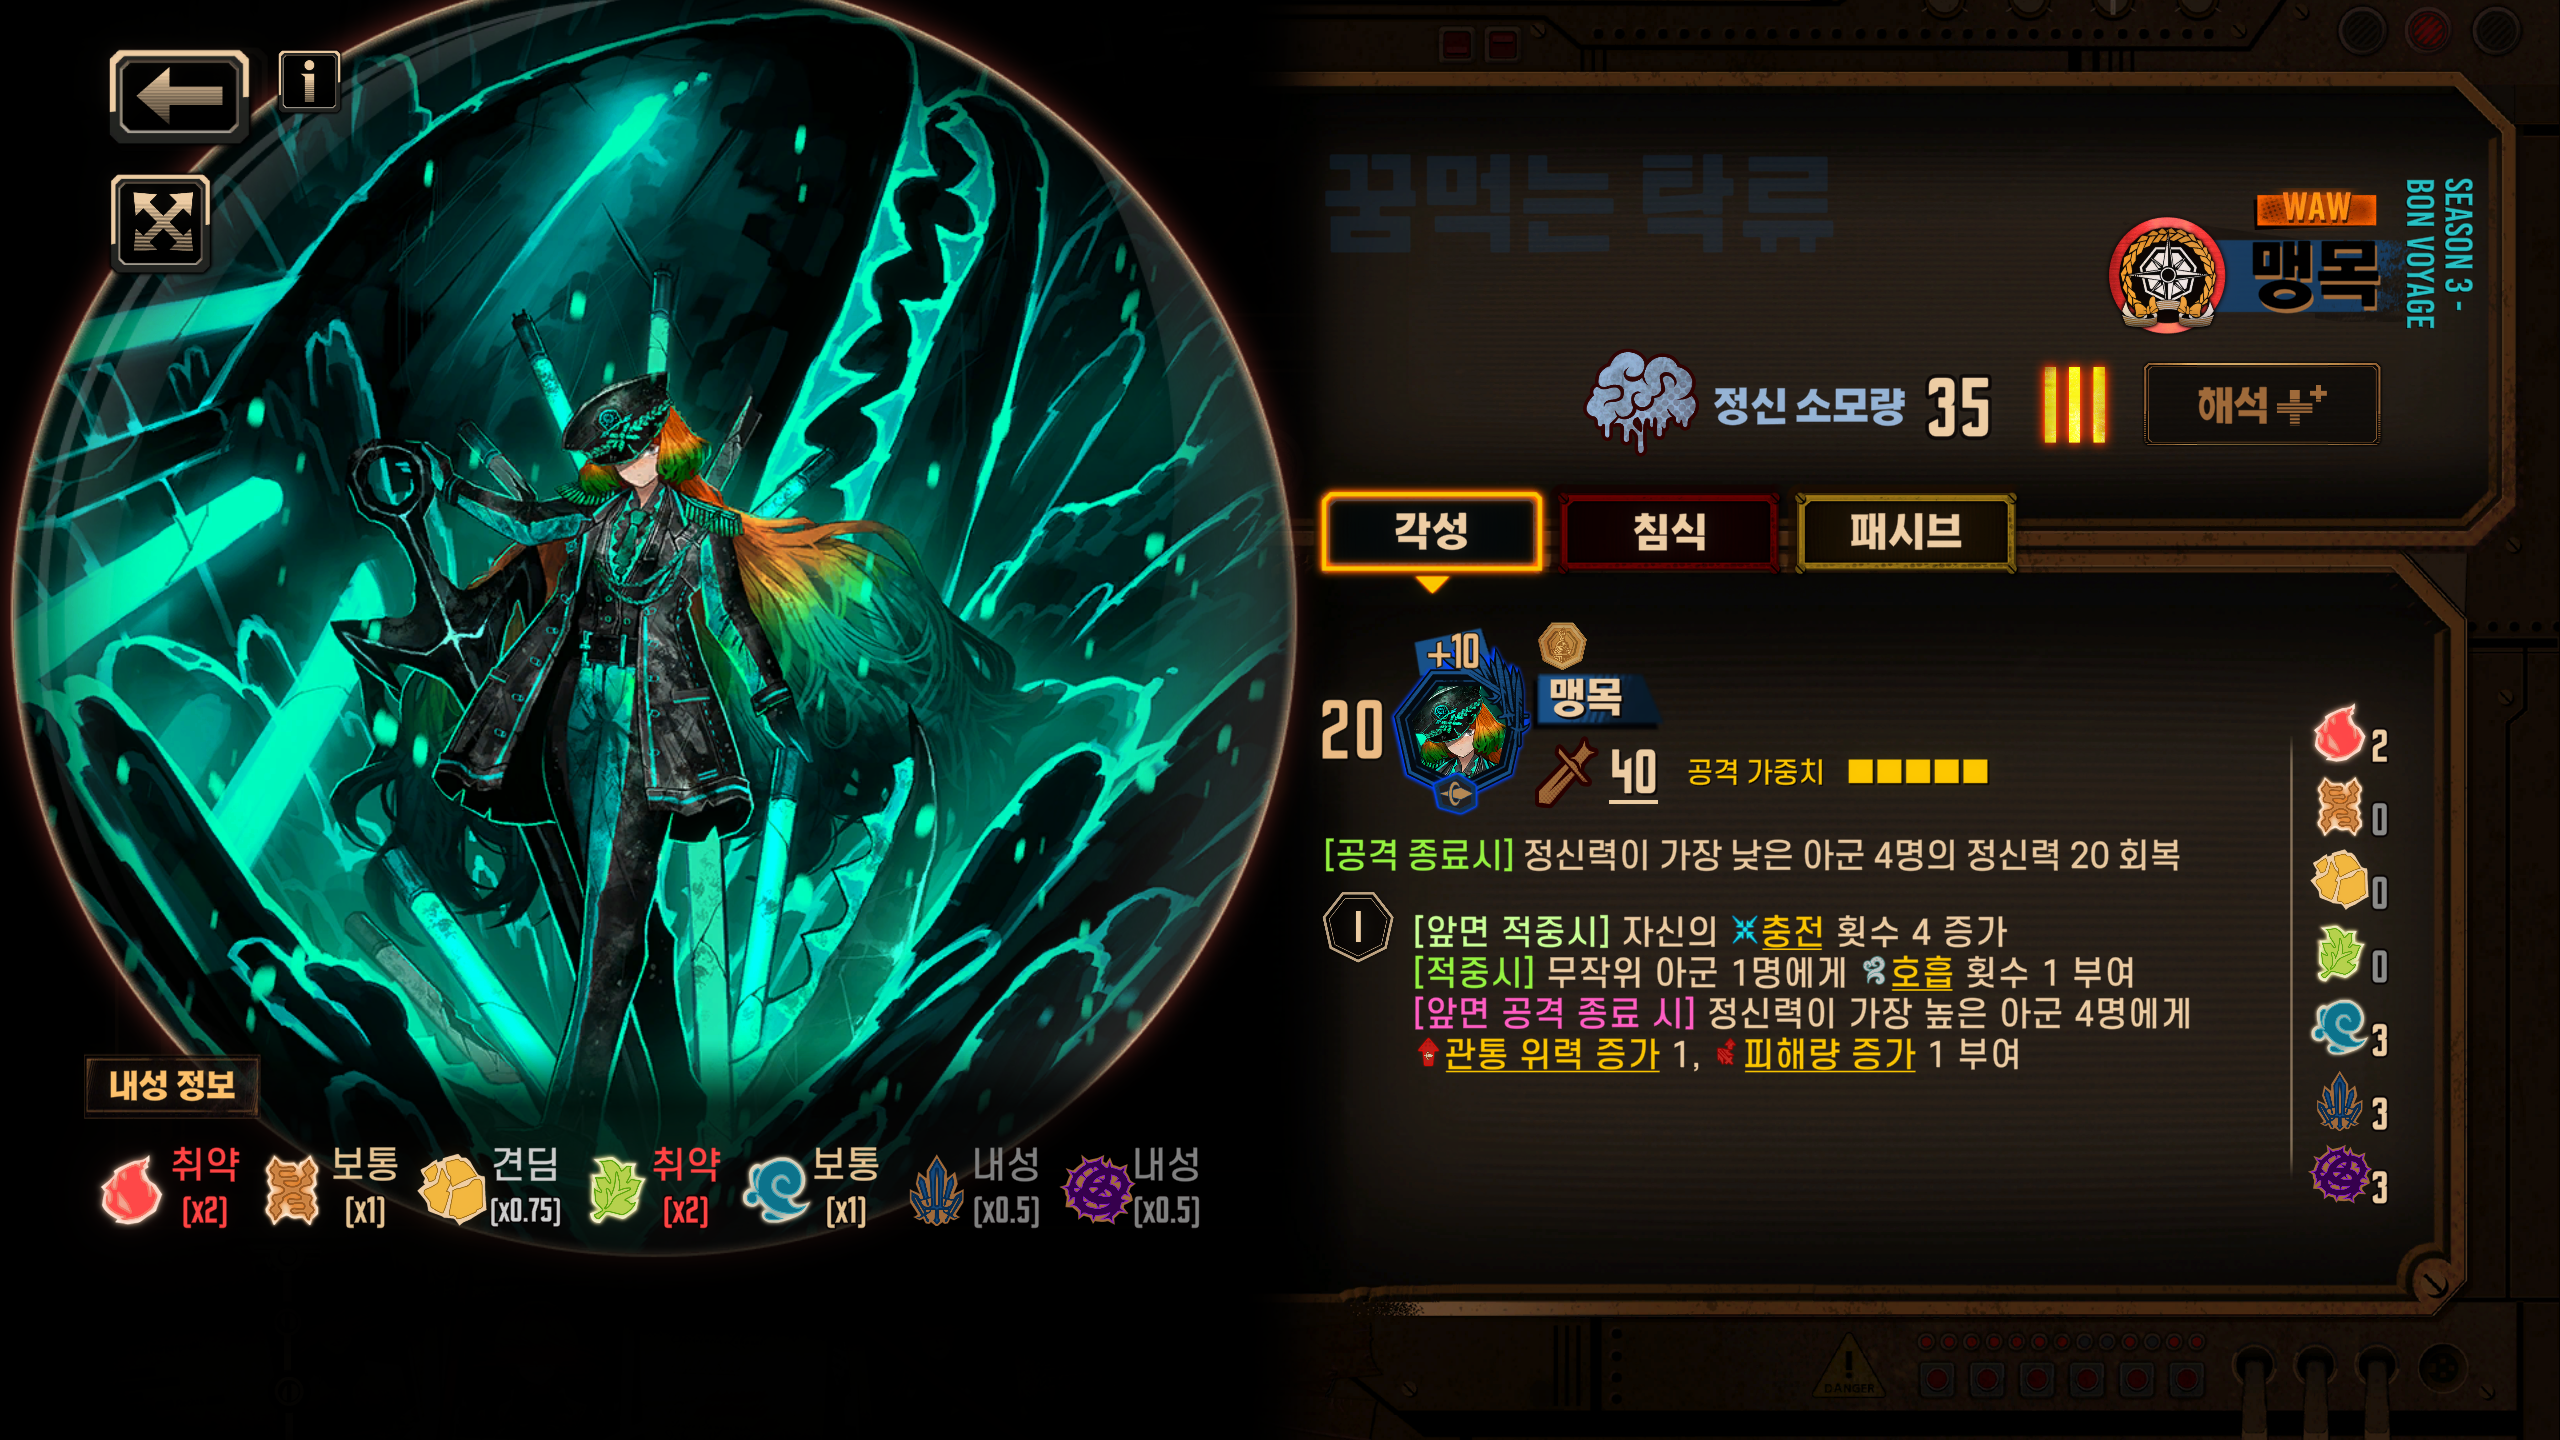 꿈먹는 탁류
WAW
맹목
SEASON 3 -
BON VOYAGE
정신 소모량 35
해석
각성
침식
패시브
+10
20
맹목
40
공격 가중치
[공격 종료시] 정신력이 가장 낮은 아군 4명의 정신력 20 회복
I
[앞면 적중시] 자신의 충전 횟수 4 증가
[적중시] 무작위 아군 1명에게 호흡 횟수 1 부여
[앞면 공격 종료 시] 정신력이 가장 높은 아군 4명에게
관통 위력 증가 1, 피해량 증가 1 부여
2
0
0
0
3
3
3
내성 정보
취약 보통 견딤 취약 보통 내성 내성
[x2] [x1] [x0.75] [x2] [x1] [x0.5] [x0.5]
DANGER